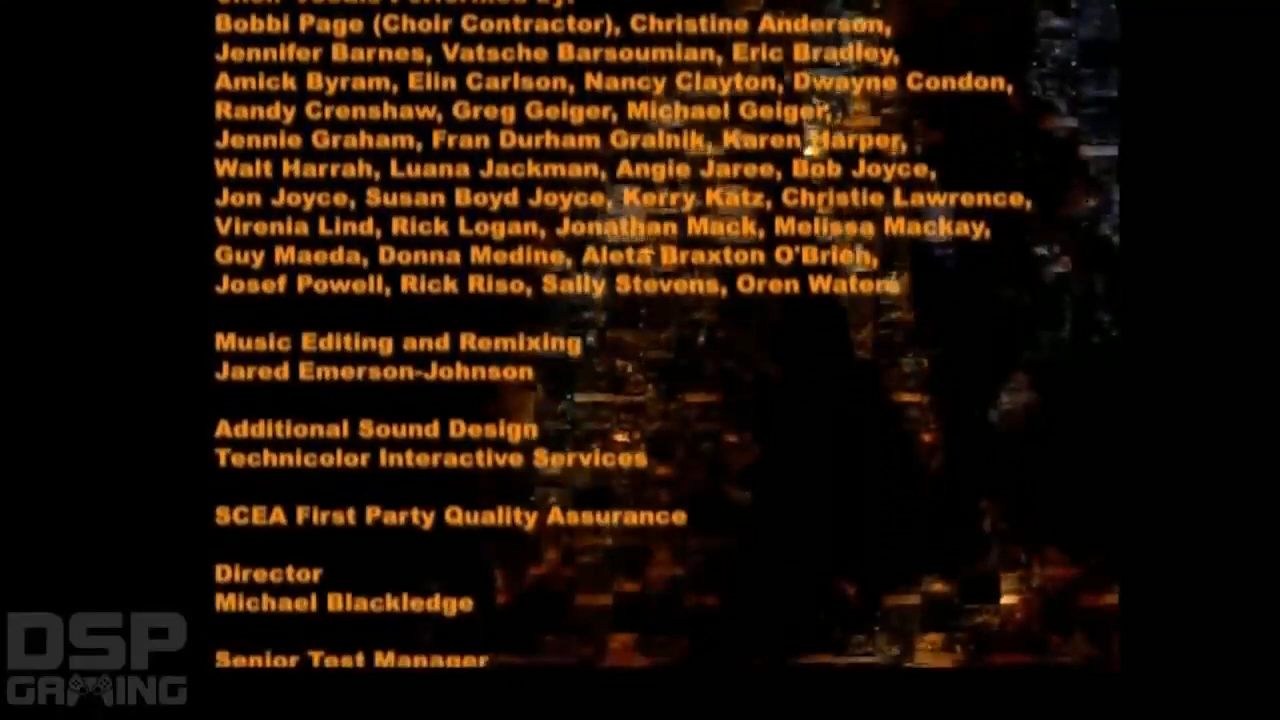 Choir Vocals Performed By:
Bobbi Page (Choir Contractor), Christine Anderson,
Jennifer Barnes, Vatsche Barsoumian, Eric Bradley,
Amick Byram, Elin Carlson, Nancy Clayton, Dwayne Condon,
Randy Crenshaw, Greg Geiger, Michael Geiger,
Jennie Graham, Fran Durham Gralnik, Karen Harper,
Walt Harrah, Luana Jackman, Angie Jaree, Bob Joyce,
Jon Joyce, Susan Boyd Joyce, Kerry Katz, Christie Lawrence,
Virenia Lind, Rick Logan, Jonathan Mack, Melissa Mackay,
Guy Maeda, Donna Medine, Aleta Braxton O'Brien,
Josef Powell, Rick Riso, Sally Stevens, Oren Waters
Music Editing and Remixing
Jared Emerson-Johnson
Additional Sound Design
Technicolor Interactive Services
SCEA First Party Quality Assurance
Director
Michael Blackledge
Senior Test Manager
DSP
GAMING